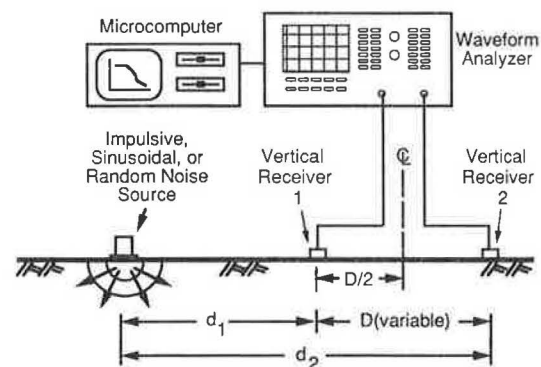 Microcomputer
Waveform
Analyzer
Impulsive,
Sinusoidal, or
Random Noise
Source
Vertical
Receiver
1
℄
Vertical
Receiver
2
D/2
d₁
D(variable)
d₂